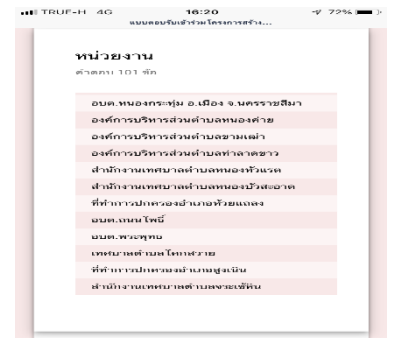 TRUE-H 4G 16:20 72%
แบบตอบรับเข้าร่วมโครงการสร้าง...
หน่วยงาน
คำตอบ 101 ข้อ
อบต.หนองกระทุ่ม อ.เมือง จ.นครราชสีมา
องค์การบริหารส่วนตำบลหนองค่าย
องค์การบริหารส่วนตำบลขามเฒ่า
องค์การบริหารส่วนตำบลท่าลาดขาว
สำนักงานเทศบาลตำบลหนองหัวแรต
สำนักงานเทศบาลตำบลหนองบัวสะอาด
ที่ทำการปกครองอำเภอห้วยแถลง
อบต.ถนนโพธิ์
อบต.พระพุทธ
เทศบาลตำบลโคกสวาย
ที่ทำการปกครองอำเภอสูงเนิน
สำนักงานเทศบาลตำบลจระเข้หิน